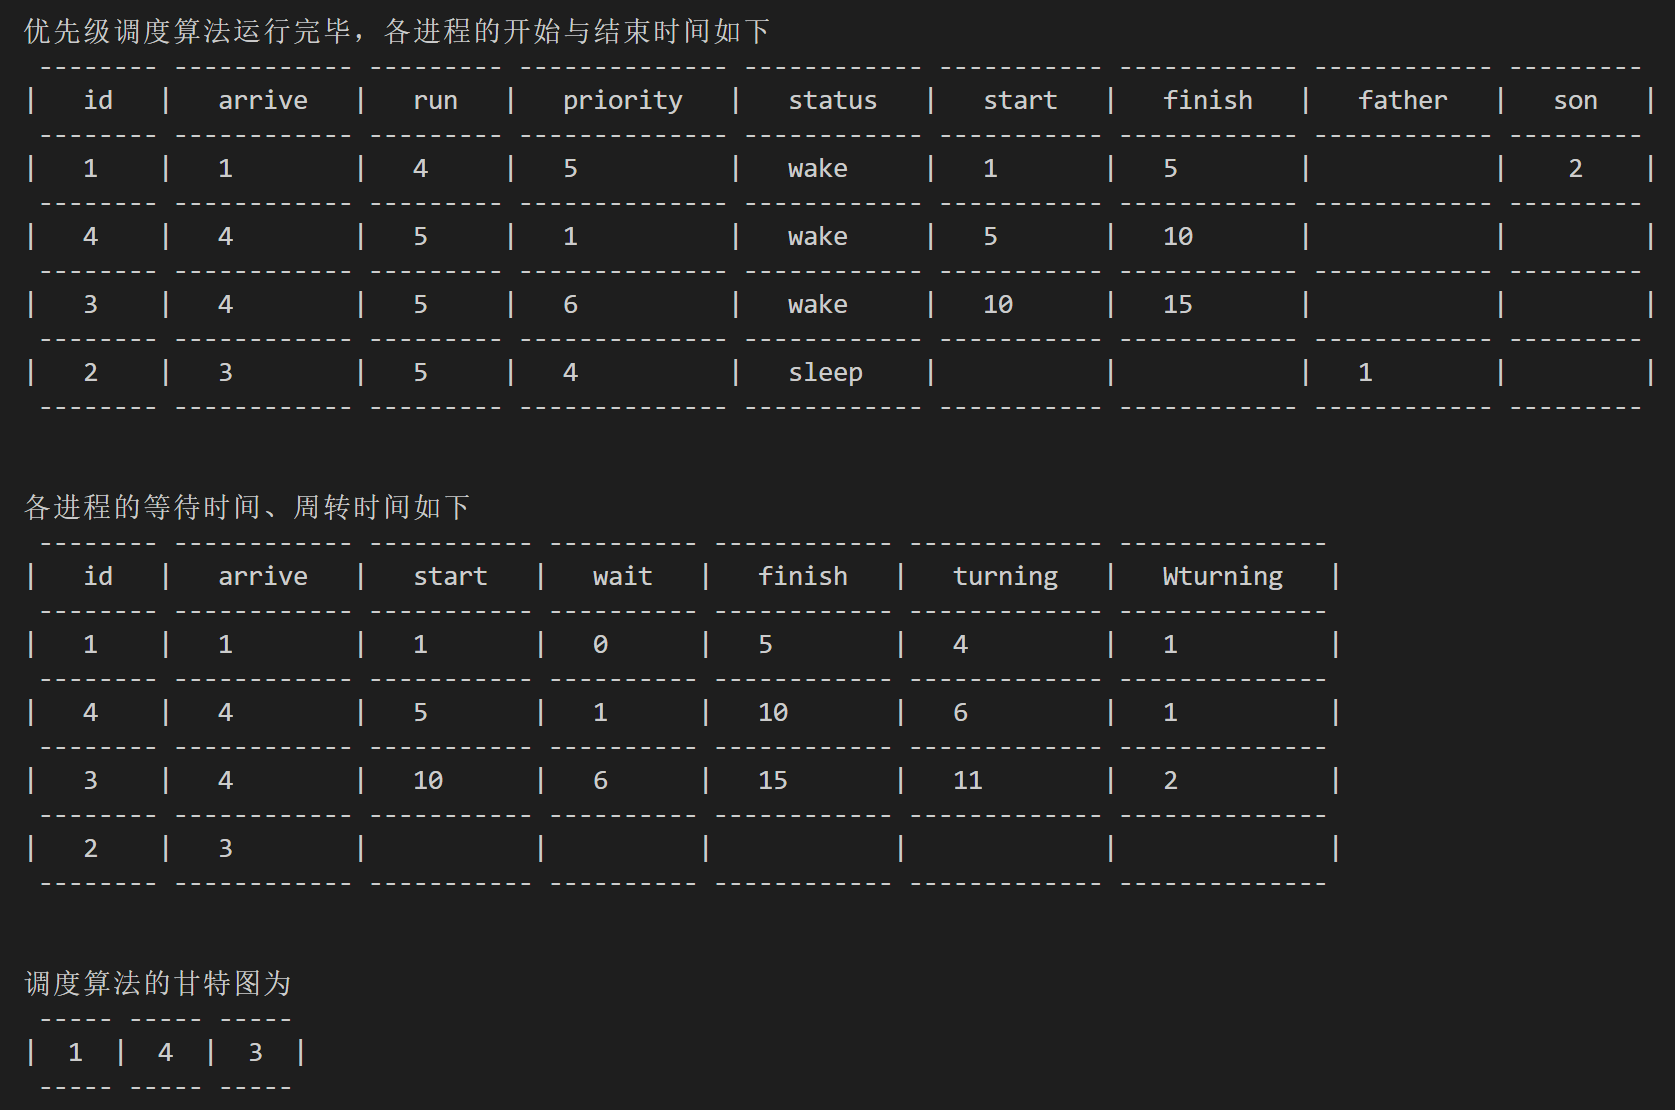 优先级调度算法运行完毕，各进程的开始与结束时间如下
-------- ------------ --------- -------------- ------------ ----------- ------------ ------------ ---------
|   id   |   arrive   |   run   |   priority   |   status   |   start   |   finish   |   father   |   son   |
-------- ------------ --------- -------------- ------------ ----------- ------------ ------------ ---------
|   1    |   1        |   4     |   5          |   wake     |   1       |   5        |            |    2    |
-------- ------------ --------- -------------- ------------ ----------- ------------ ------------ ---------
|   4    |   4        |   5     |   1          |   wake     |   5       |   10       |            |         |
-------- ------------ --------- -------------- ------------ ----------- ------------ ------------ ---------
|   3    |   4        |   5     |   6          |   wake     |   10      |   15       |            |         |
-------- ------------ --------- -------------- ------------ ----------- ------------ ------------ ---------
|   2    |   3        |   5     |   4          |   sleep    |           |            |   1        |         |
-------- ------------ --------- -------------- ------------ ----------- ------------ ------------ ---------
各进程的等待时间、周转时间如下
-------- ------------ ----------- ---------- ------------ ------------- --------------
|   id   |   arrive   |   start   |   wait   |   finish   |   turning   |   Wturning   |
-------- ------------ ----------- ---------- ------------ ------------- --------------
|   1    |   1        |   1       |   0      |   5        |   4         |   1          |
-------- ------------ ----------- ---------- ------------ ------------- --------------
|   4    |   4        |   5       |   1      |   10       |   6         |   1          |
-------- ------------ ----------- ---------- ------------ ------------- --------------
|   3    |   4        |   10      |   6      |   15       |   11        |   2          |
-------- ------------ ----------- ---------- ------------ ------------- --------------
|   2    |   3        |           |          |            |             |              |
-------- ------------ ----------- ---------- ------------ ------------- --------------
调度算法的甘特图为
----- ----- -----
|  1  |  4  |  3  |
----- ----- -----